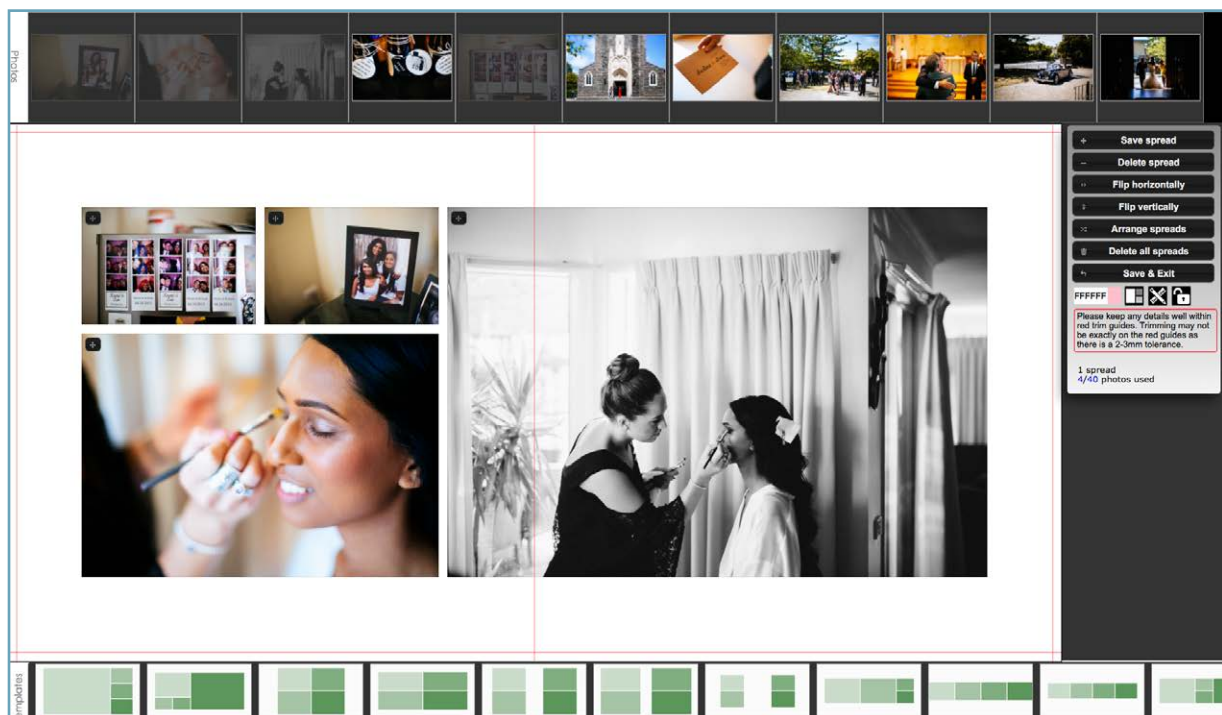 Photos
Save spread
Delete spread
Flip horizontally
Flip vertically
Arrange spreads
Delete all spreads
Save & Exit
FFFFFF
Please keep any details well within
red trim guides. Trimming may not
be exactly on the red guides as
there is a 2-3mm tolerance.
1 spread
4/40 photos used
emplates